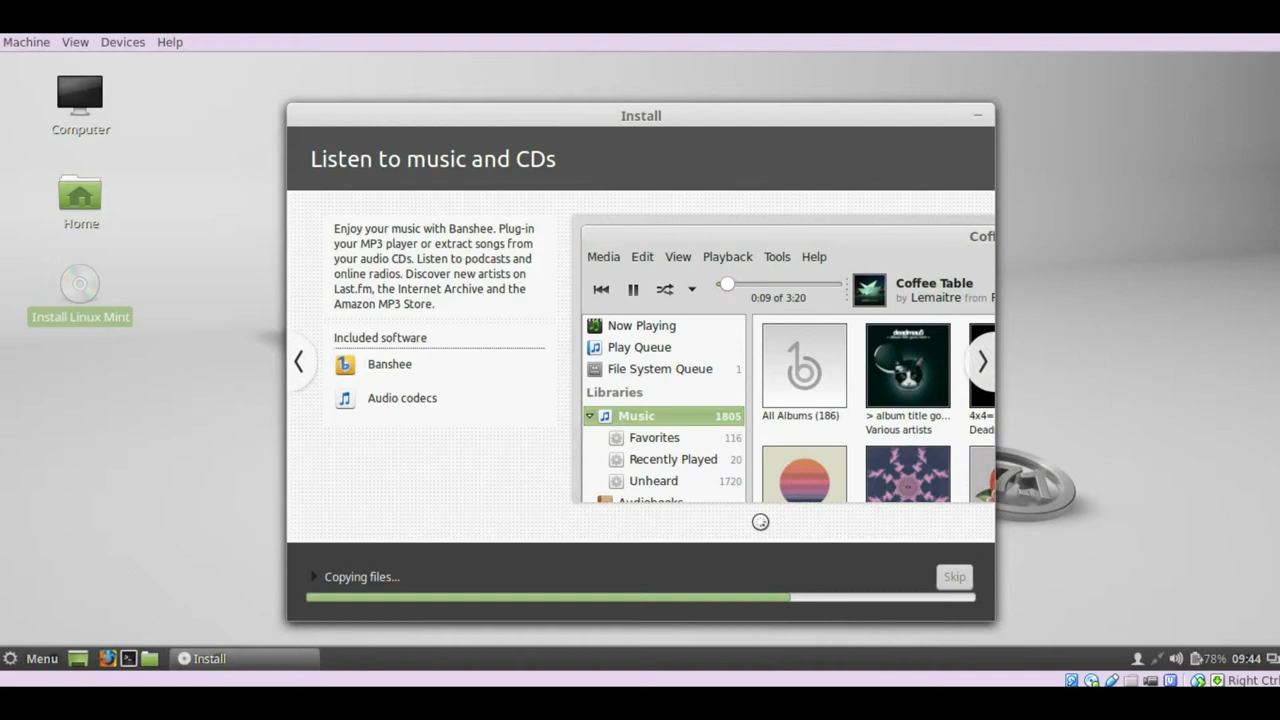 Machine View Devices Help
Computer
Home
Install Linux Mint
Install
Listen to music and CDs
Enjoy your music with Banshee. Plug-in
your MP3 player or extract songs from
your audio CDs. Listen to podcasts and
online radios. Discover new artists on
Last.fm, the Internet Archive and the
Amazon MP3 Store.
Included software
Banshee
Audio codecs
Media Edit View Playback Tools Help
0:09 of 3:20
Coffee Table
by Lemaitre from
Now Playing
Play Queue
File System Queue 1
Libraries
Music 1805
Favorites 116
Recently Played 20
Unheard 1720
Audiobooks
deadmau5
All Albums (186)
> album title go...
Various artists
4x4=
Dead
Copying files...
Skip
Menu
Install
78% 09:44
Right Ctrl